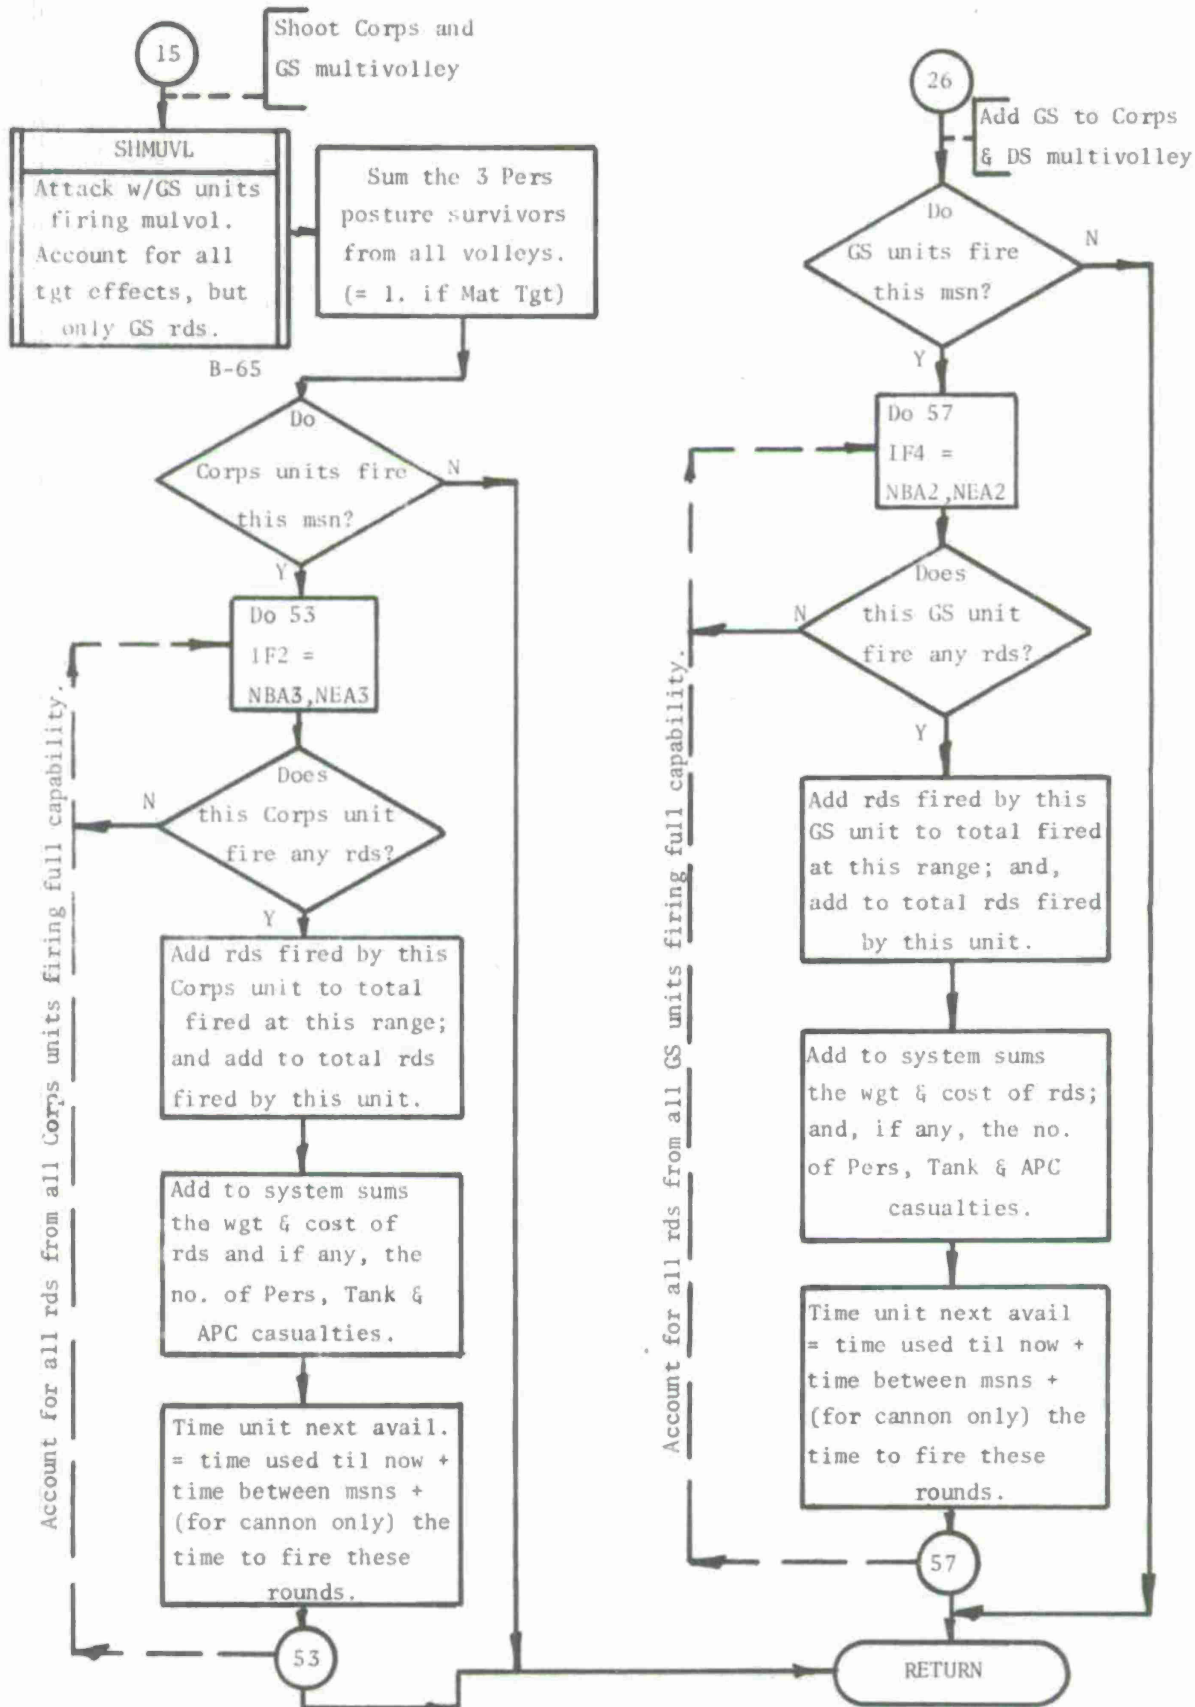 15
Shoot Corps and
GS multivolley
SHMUVL
Attack w/GS units
firing mulvol.
Account for all
tgt effects, but
only GS rds.
B-65
Sum the 3 Pers
posture survivors
from all volleys.
(= 1. if Mat Tgt)
Do
Corps units fire
this msn?
N
Y
Do 53
IF2 =
NBA3,NEA3
Does
this Corps unit
fire any rds?
N
Y
Add rds fired by this
Corps unit to total
fired at this range;
and add to total rds
fired by this unit.
Add to system sums
the wgt & cost of
rds and if any, the
no. of Pers, Tank &
APC casualties.
Time unit next avail.
= time used til now +
time between msns +
(for cannon only) the
time to fire these
rounds.
53
Account for all rds from all Corps units firing full capability.
26
Add GS to Corps
& DS multivolley
Do
GS units fire
this msn?
N
Y
Do 57
IF4 =
NBA2,NEA2
Does
this GS unit
fire any rds?
N
Y
Add rds fired by this
GS unit to total fired
at this range; and,
add to total rds fired
by this unit.
Add to system sums
the wgt & cost of rds;
and, if any, the no.
of Pers, Tank & APC
casualties.
Time unit next avail
= time used til now +
time between msns +
(for cannon only) the
time to fire these
rounds.
57
Account for all rds from all GS units firing full capability.
RETURN